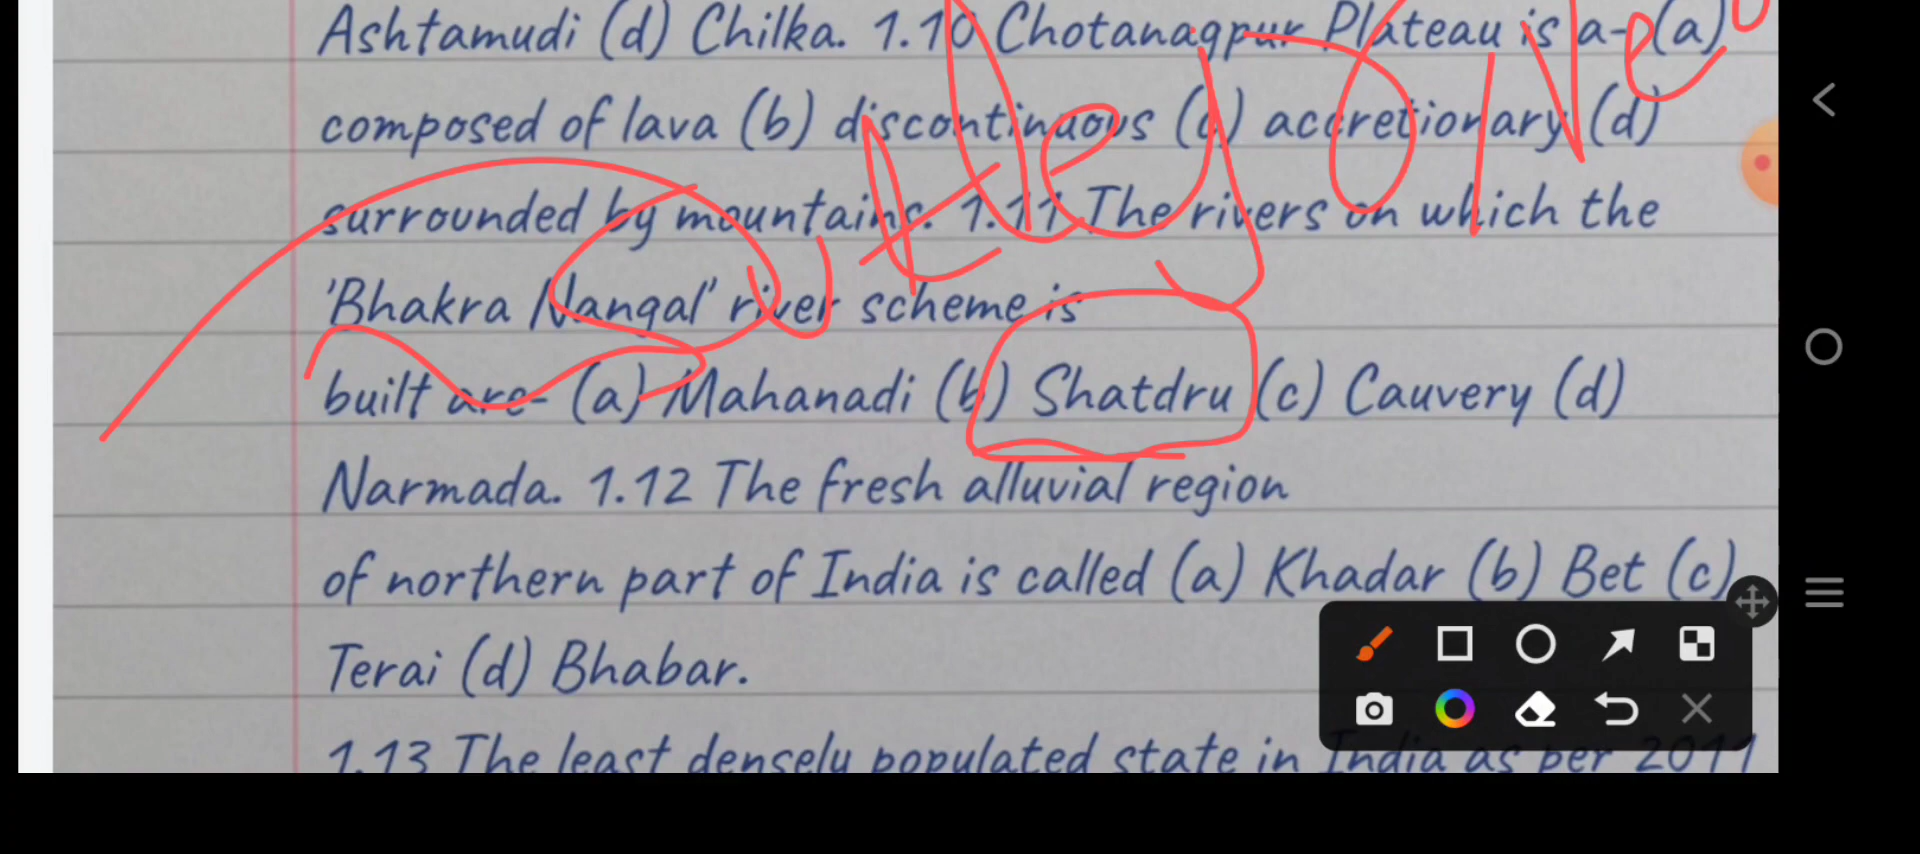 Ashtamudi (d) Chilka. 1.10 Chotanagpur Plateau is a- (a)
composed of lava (b) discontinuous (c) accretionary (d)
surrounded by mountains. 1.11 The rivers on which the
'Bhakra Nangal' river scheme is
built are- (a) Mahanadi (b) Shatdru (c) Cauvery (d)
Narmada. 1.12 The fresh alluvial region
of northern part of India is called (a) Khadar (b) Bet (c)
Terai (d) Bhabar.
1.13 The least densely populated state in India as per 2011